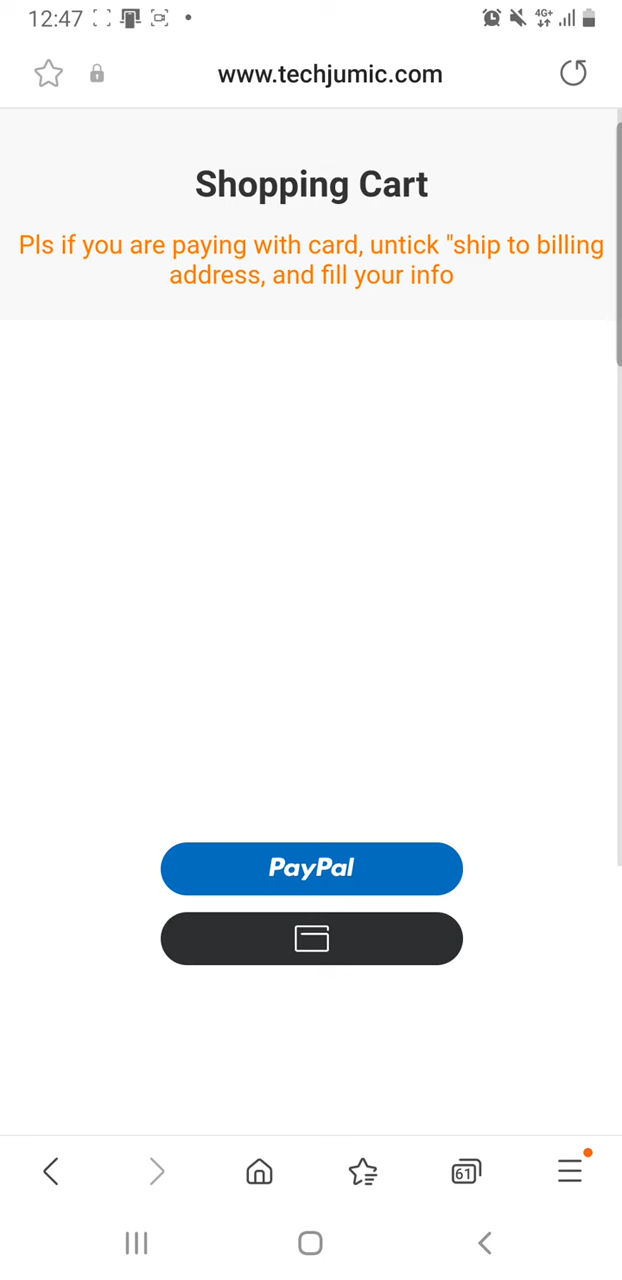 12:47
4G+
www.techjumic.com
Shopping Cart
Pls if you are paying with card, untick "ship to billing
address, and fill your info
PayPal
61